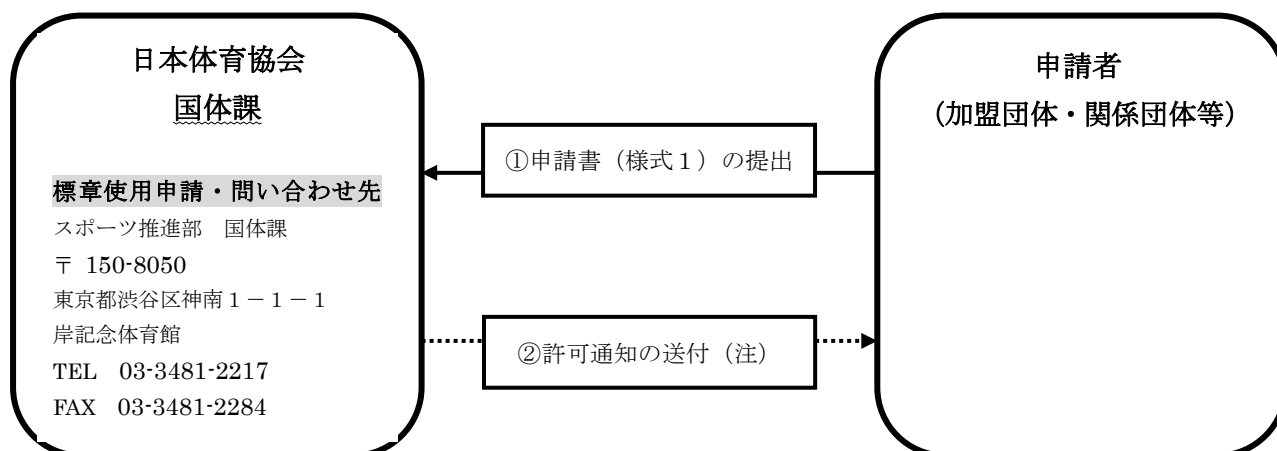 日本体育協会
国体課
標章使用申請・問い合わせ先
スポーツ推進部　国体課
〒 150-8050
東京都渋谷区神南１－１－１
岸記念体育館
TEL　03-3481-2217
FAX　03-3481-2284
①申請書（様式１）の提出
②許可通知の送付（注）
申請者
（加盟団体・関係団体等）